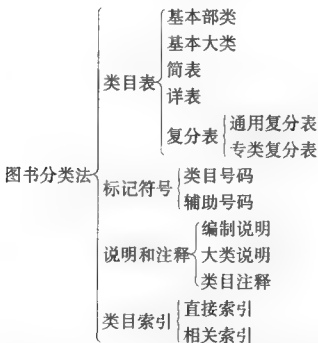 基本部类
基本大类
类目表
简表
详表
复分表
通用复分表
专类复分表
图书分类法
标记符号
类目号码
辅助号码
说明和注释
编制说明
大类说明
类目注释
类目索引
直接索引
相关索引